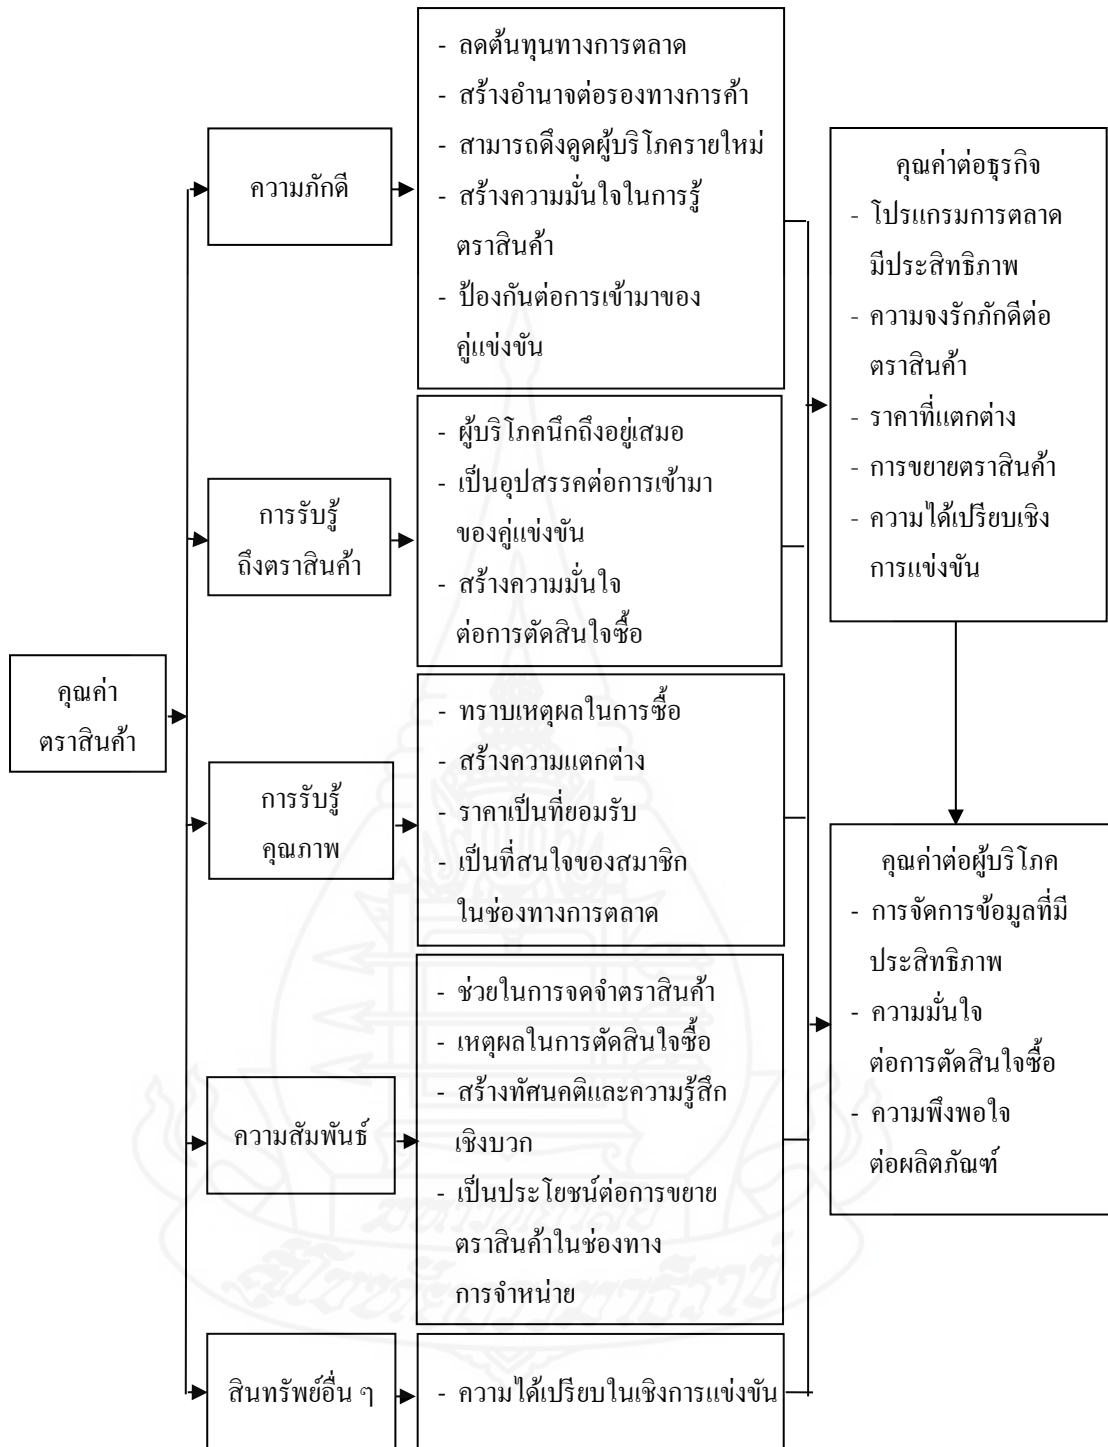 คุณค่า
ตราสินค้า
ความภักดี
- ลดต้นทุนทางการตลาด
- สร้างอำนาจต่อรองทางการค้า
- สามารถดึงดูดผู้บริโภครายใหม่
- สร้างความมั่นใจในการรู้
ตราสินค้า
- ป้องกันต่อการเข้ามาของ
คู่แข่งขัน
การรับรู้
ถึงตราสินค้า
- ผู้บริโภคนึกถึงอยู่เสมอ
- เป็นอุปสรรคต่อการเข้ามา
ของคู่แข่งขัน
- สร้างความมั่นใจ
ต่อการตัดสินใจซื้อ
การรับรู้
คุณภาพ
- ทราบเหตุผลในการซื้อ
- สร้างความแตกต่าง
- ราคาเป็นที่ยอมรับ
- เป็นที่สนใจของสมาชิก
ในช่องทางการตลาด
ความสัมพันธ์
- ช่วยในการจดจำตราสินค้า
- เหตุผลในการตัดสินใจซื้อ
- สร้างทัศนคติและความรู้สึก
เชิงบวก
- เป็นประโยชน์ต่อการขยาย
ตราสินค้าในช่องทาง
การจำหน่าย
สินทรัพย์อื่น ๆ
- ความได้เปรียบในเชิงการแข่งขัน
คุณค่าต่อธุรกิจ
- โปรแกรมการตลาด
มีประสิทธิภาพ
- ความจงรักภักดีต่อ
ตราสินค้า
- ราคาที่แตกต่าง
- การขยายตราสินค้า
- ความได้เปรียบเชิง
การแข่งขัน
คุณค่าต่อผู้บริโภค
- การจัดการข้อมูลที่มี
ประสิทธิภาพ
- ความมั่นใจ
ต่อการตัดสินใจซื้อ
- ความพึงพอใจ
ต่อผลิตภัณฑ์
มหาวิทยาลัย
สุโขทัยธรรมาธิราช